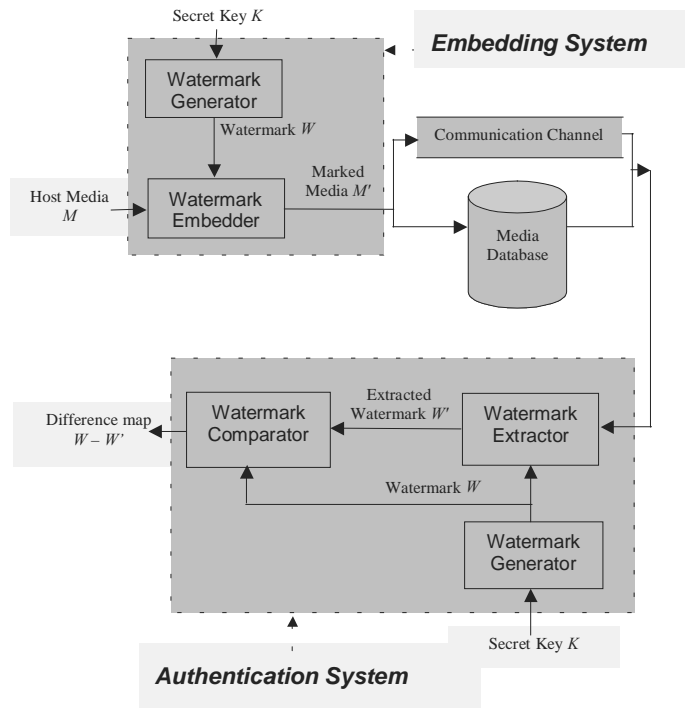 Secret Key K
Embedding System
Watermark
Generator
Watermark W
Communication Channel
Marked
Media M'
Host Media
M
Watermark
Embedder
Media
Database
Difference map
W – W'
Watermark
Comparator
Extracted
Watermark W'
Watermark
Extractor
Watermark W
Watermark
Generator
Secret Key K
Authentication System